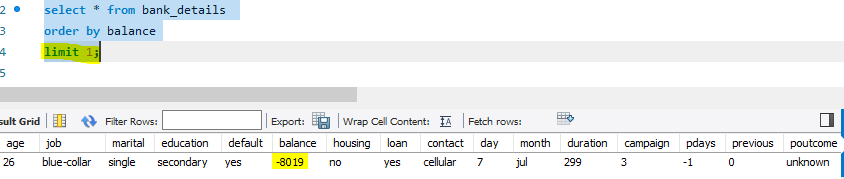 2 select * from bank_details
3 order by balance
4 limit 1;
5
sult Grid Filter Rows: Export: Wrap Cell Content: IA Fetch rows:
age job marital education default balance housing loan contact day month duration campaign pdays previous poutcome
26 blue-collar single secondary yes -8019 no yes cellular 7 jul 299 3 -1 0 unknown